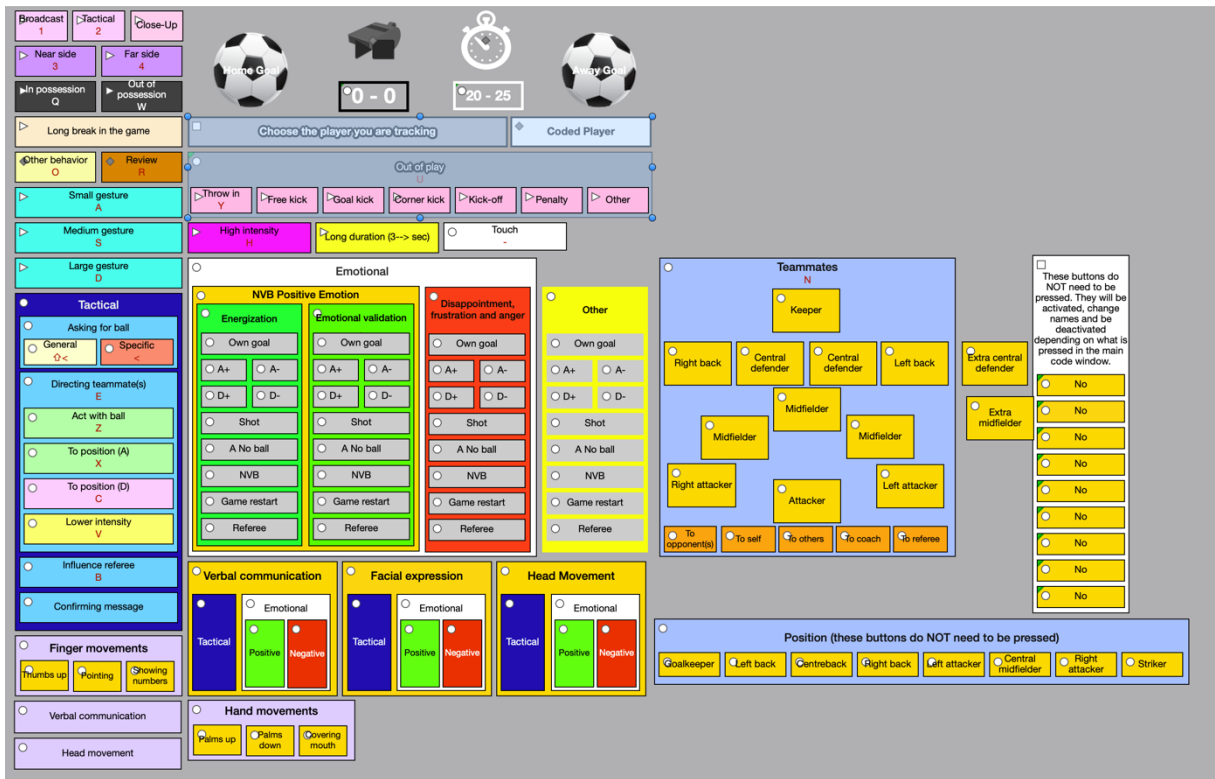 Broadcast
1
Tactical
2
Close-Up
Near side
3
Far side
4
In possession
Q
Out of
possession
W
Long break in the game
Other behavior
O
Review
R
Small gesture
A
Medium gesture
S
Large gesture
D
Home Goal
0 - 0
20 - 25
Away Goal
Choose the player you are tracking
Coded Player
Out of play
U
Throw in
Y
Free kick
Goal kick
Corner kick
Kick-off
Penalty
Other
High intensity
H
Long duration (3--> sec)
Touch
-
Tactical
Asking for ball
General
⇧<
Specific
<
Directing teammate(s)
E
Act with ball
Z
To position (A)
X
To position (D)
C
Lower intensity
V
Influence referee
B
Confirming message
Emotional
NVB Positive Emotion
Energization
Own goal
A+
A-
D+
D-
Shot
A No ball
NVB
Game restart
Referee
Emotional validation
Own goal
A+
A-
D+
D-
Shot
A No ball
NVB
Game restart
Referee
Disappointment,
frustration and anger
Own goal
A+
A-
D+
D-
Shot
A No ball
NVB
Game restart
Referee
Other
Own goal
A+
A-
D+
D-
Shot
A No ball
NVB
Game restart
Referee
Teammates
N
Keeper
Right back
Central
defender
Central
defender
Left back
Extra central
defender
Midfielder
Midfielder
Midfielder
Extra
midfielder
Right attacker
Attacker
Left attacker
To
opponent(s)
To self
To others
To coach
To referee
These buttons do
NOT need to be
pressed. They will be
activated, change
names and be
deactivated
depending on what is
pressed in the main
code window.
No
No
No
No
No
No
No
No
No
Verbal communication
Tactical
Emotional
Positive
Negative
Facial expression
Tactical
Emotional
Positive
Negative
Head Movement
Tactical
Emotional
Positive
Negative
Position (these buttons do NOT need to be pressed)
Goalkeeper
Left back
Centreback
Right back
Left attacker
Central
midfielder
Right
attacker
Striker
Finger movements
Thumbs up
Pointing
Showing
numbers
Verbal communication
Head movement
Hand movements
Palms up
Palms
down
Covering
mouth